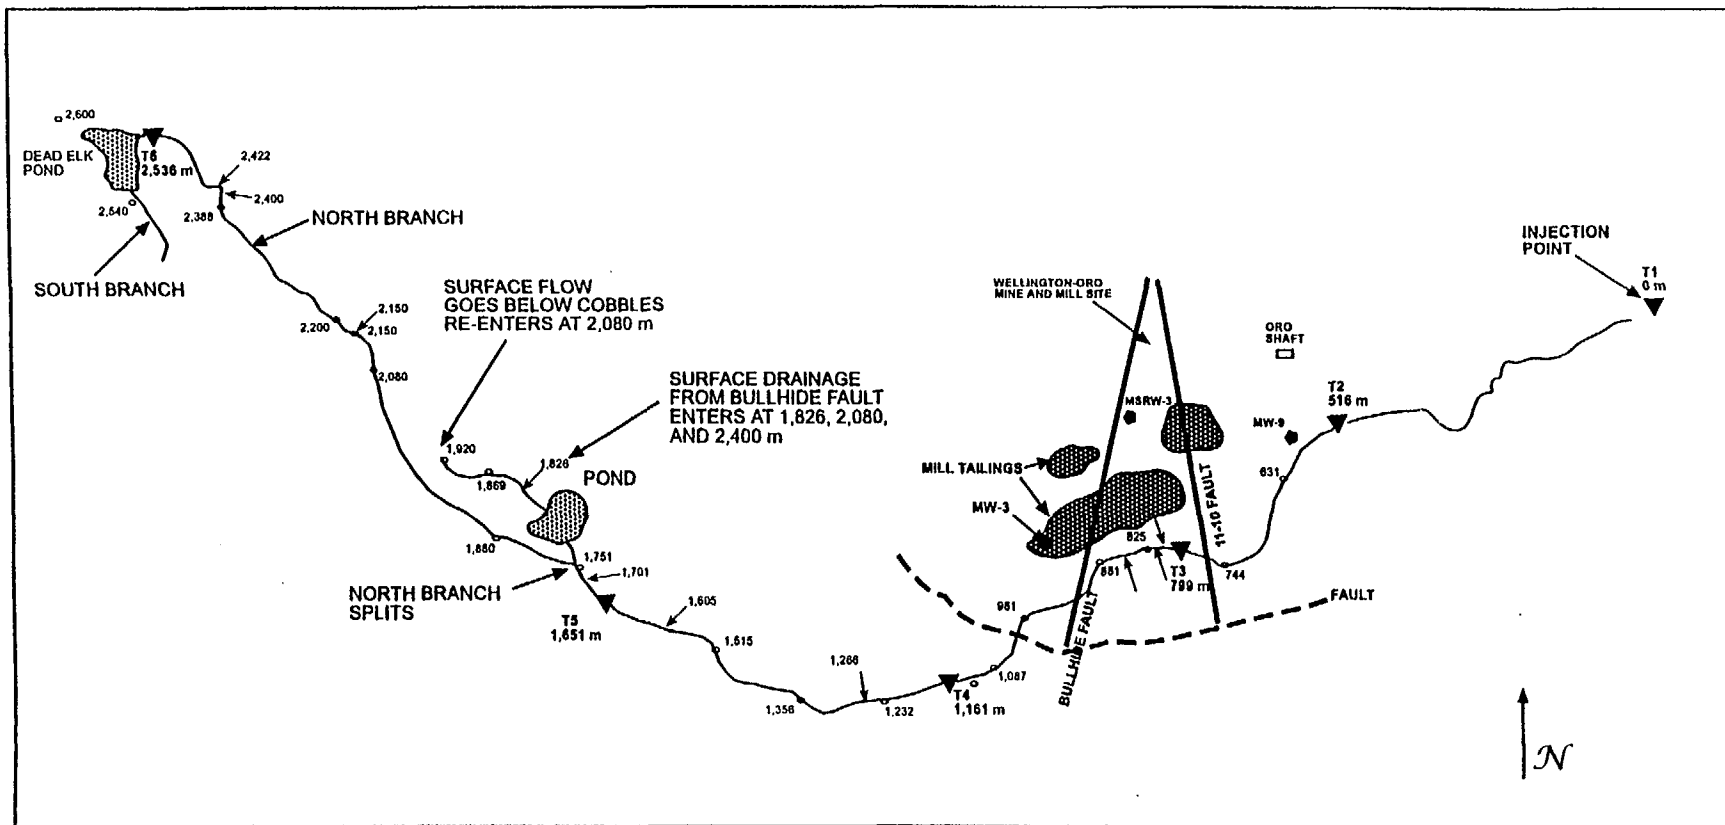 2,600
DEAD ELK
POND
T6
2,536 m
2,422
2,400
2,540
2,388
NORTH BRANCH
SOUTH BRANCH
SURFACE FLOW
GOES BELOW COBBLES
RE-ENTERS AT 2,080 m
2,150
2,200
2,150
2,080
SURFACE DRAINAGE
FROM BULLHIDE FAULT
ENTERS AT 1,826, 2,080,
AND 2,400 m
1,920
1,869
1,826
POND
1,880
1,751
1,701
NORTH BRANCH
SPLITS
T5
1,651 m
1,605
1,515
1,356
1,266
1,232
T4
1,161 m
1,087
981
BULLHIDE FAULT
881
825
T3
799 m
744
11-10 FAULT
FAULT
MILL TAILINGS
MW-3
MSRW-3
WELLINGTON-ORO
MINE AND MILL SITE
ORO
SHAFT
MW-9
631
T2
516 m
INJECTION
POINT
T1
0 m
N